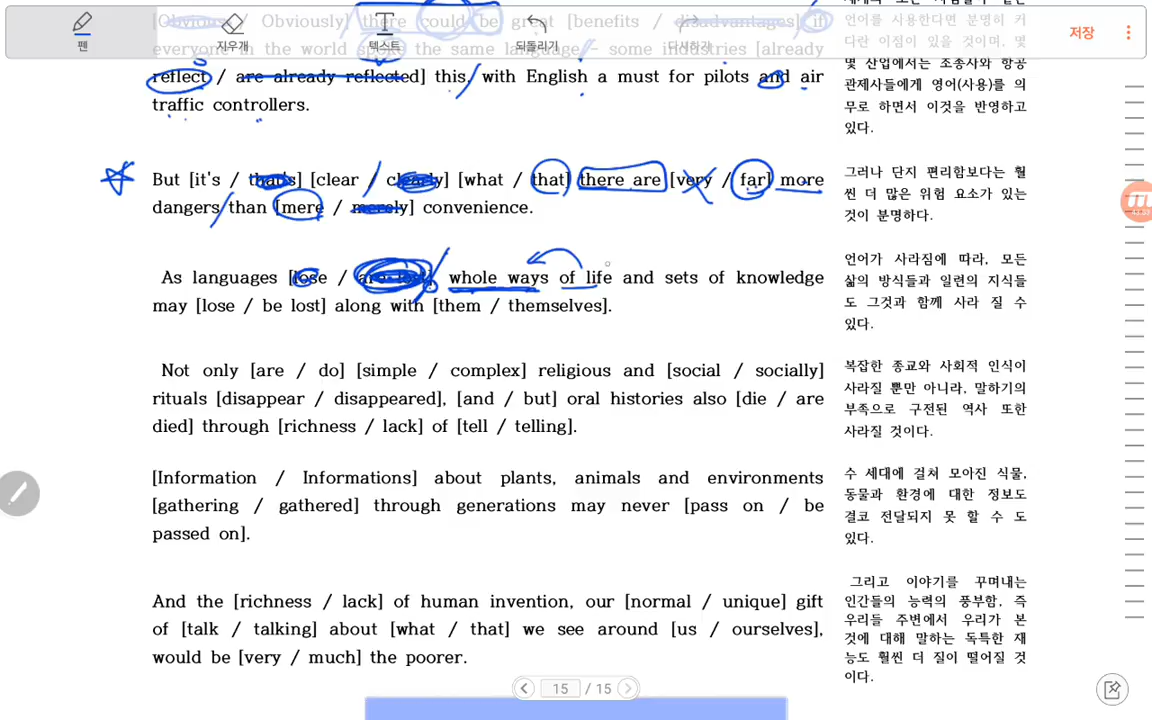 [Obvious / Obviously] there could be great [benefits / disadvantages] if
everyone in the world spoke the same language – some industries [already
reflect / are already reflected] this, with English a must for pilots and air
traffic controllers.
언어를 사용한다면 분명히 커
다란 이점이 있을 것이며, 몇
몇 산업에서는 조종사와 항공
관제사들에게 영어(사용)를 의
무로 하면서 이것을 반영하고
있다.
펜
지우개
텍스트
되돌리기
다시하기
저장
But [it's / that's] [clear / clearly] [what / that] there are [very / far] more
dangers than [mere / merely] convenience.
그러나 단지 편리함보다는 훨
씬 더 많은 위험 요소가 있는
것이 분명하다.
As languages [lose / are lost], whole ways of life and sets of knowledge
may [lose / be lost] along with [them / themselves].
언어가 사라짐에 따라, 모든
삶의 방식들과 일련의 지식들
도 그것과 함께 사라 질 수
있다.
Not only [are / do] [simple / complex] religious and [social / socially]
rituals [disappear / disappeared], [and / but] oral histories also [die / are
died] through [richness / lack] of [tell / telling].
복잡한 종교와 사회적 인식이
사라질 뿐만 아니라, 말하기의
부족으로 구전된 역사 또한
사라질 것이다.
[Information / Informations] about plants, animals and environments
[gathering / gathered] through generations may never [pass on / be
passed on].
수 세대에 걸쳐 모아진 식물,
동물과 환경에 대한 정보도
결코 전달되지 못 할 수 도
있다.
And the [richness / lack] of human invention, our [normal / unique] gift
of [talk / talking] about [what / that] we see around [us / ourselves],
would be [very / much] the poorer.
그리고 이야기를 꾸며내는
인간들의 능력의 풍부함, 즉
우리들 주변에서 우리가 본
것에 대해 말하는 독특한 재
능도 훨씬 더 질이 떨어질 것
이다.
15 / 15